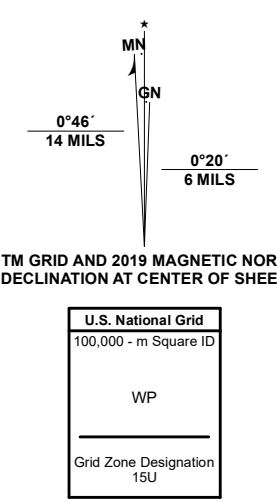 MN
GN
0°46´
14 MILS
0°20´
6 MILS
TM GRID AND 2019 MAGNETIC NOR
DECLINATION AT CENTER OF SHEE
U.S. National Grid
100,000 - m Square ID
WP
Grid Zone Designation
15U